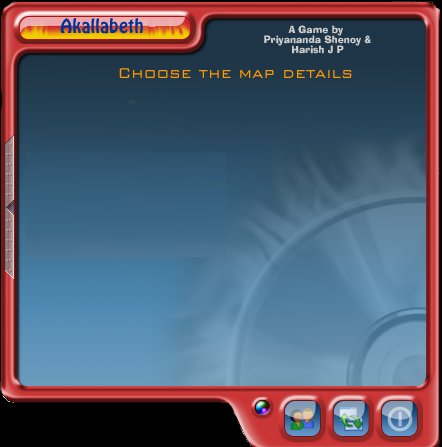 Akallabeth
A Game by
Priyananda Shenoy &
Harish J P
Choose the map details